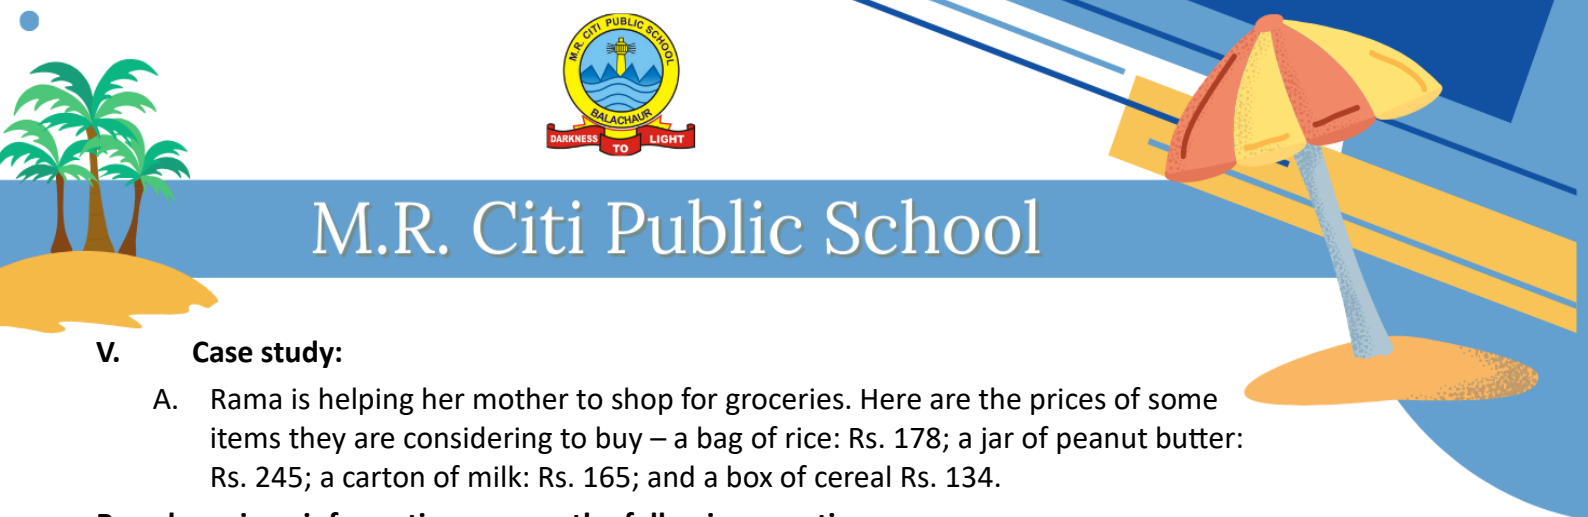 M.R. CITI PUBLIC SCHOOL
BALACHAUR
DARKNESS TO LIGHT
M.R. Citi Public School
V. Case study:
A. Rama is helping her mother to shop for groceries. Here are the prices of some
items they are considering to buy – a bag of rice: Rs. 178; a jar of peanut butter:
Rs. 245; a carton of milk: Rs. 165; and a box of cereal Rs. 134.